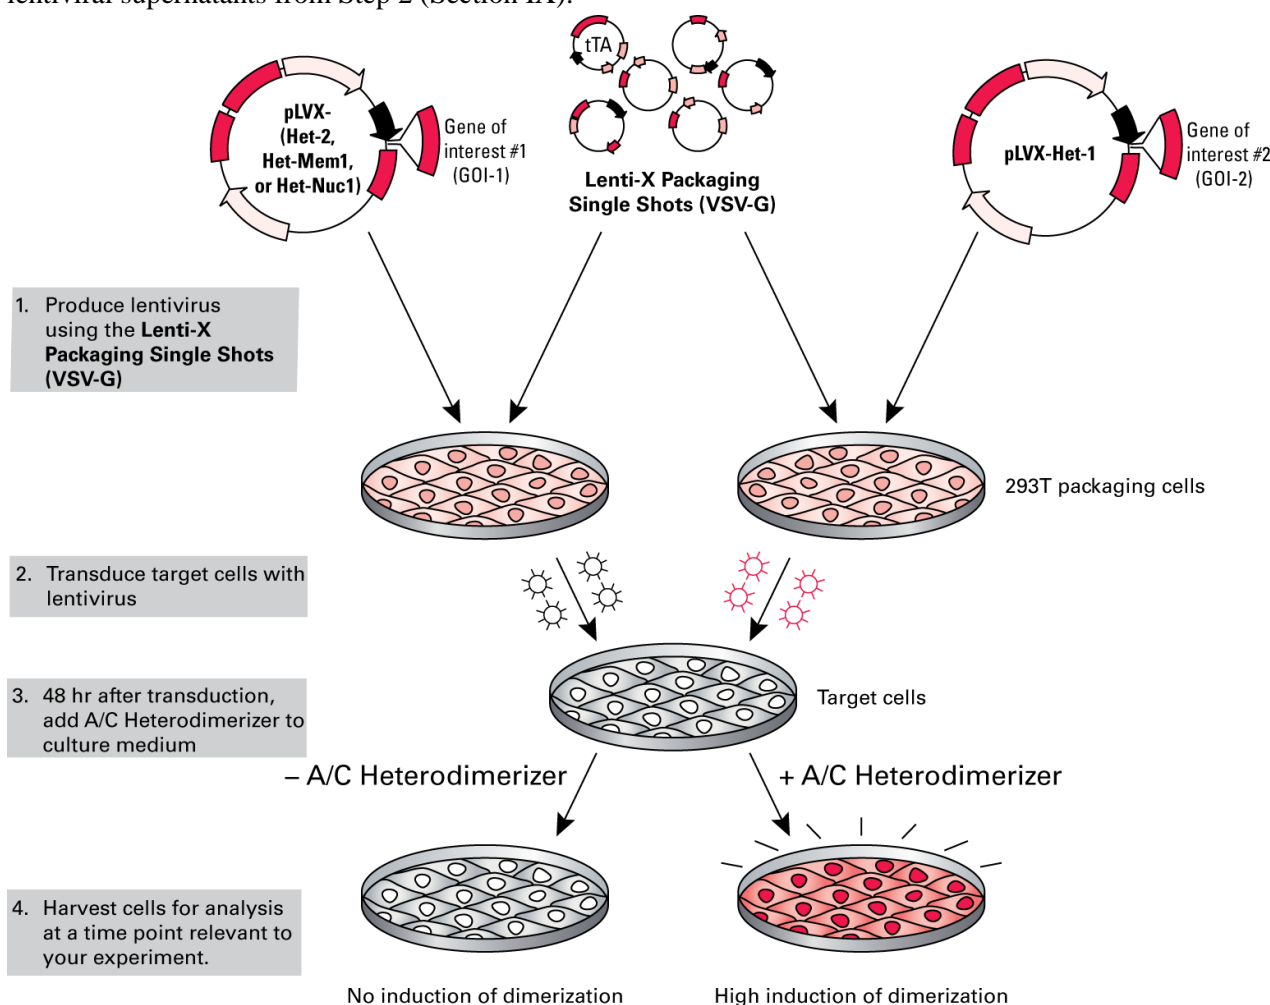 lentiviral supernatants from Step 2 (Section IX).
tTA
pLVX-
(Het-2,
Het-Mem1,
or Het-Nuc1)
Gene of
interest #1
(GOI-1)
Lenti-X Packaging
Single Shots (VSV-G)
pLVX-Het-1
Gene of
interest #2
(GOI-2)
1. Produce lentivirus
using the Lenti-X
Packaging Single Shots
(VSV-G)
293T packaging cells
2. Transduce target cells with
lentivirus
3. 48 hr after transduction,
add A/C Heterodimerizer to
culture medium
Target cells
– A/C Heterodimerizer
+ A/C Heterodimerizer
4. Harvest cells for analysis
at a time point relevant to
your experiment.
No induction of dimerization
High induction of dimerization